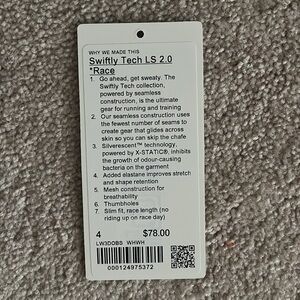 WHY WE MADE THIS
Swiftly Tech LS 2.0
*Race
1. Go ahead, get sweaty. The
Swiftly Tech collection,
powered by seamless
construction, is the ultimate
gear for running and training
2. Our seamless construction uses
the fewest number of seams to
create gear that glides across
skin so you can skip the chafe
3. Silverescent™ technology,
powered by X-STATIC®, inhibits
the growth of odour-causing
bacteria on the garment
4. Added elastane improves stretch
and shape retention
5. Mesh construction for
breathability
6. Thumbholes
7. Slim fit, race length (no
riding up on race day)
4 $78.00
LW3DOBS WHWH
000124975372